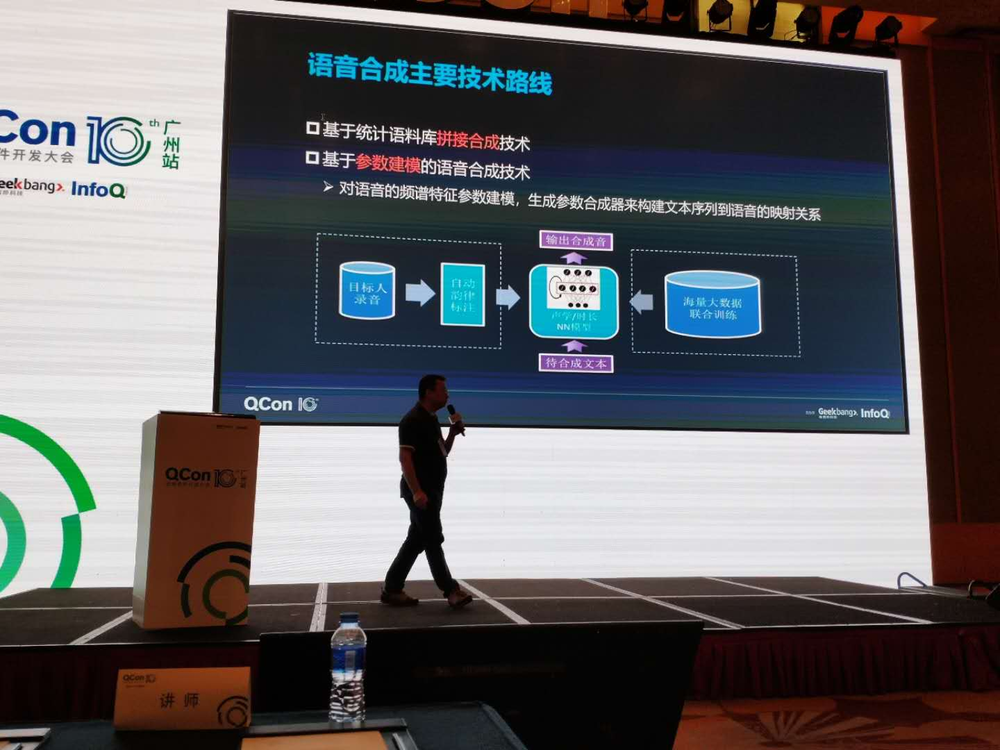 Con 10th 广州站
件开发大会
eekbang>. InfoQ
语音合成主要技术路线
基于统计语料库拼接合成技术
基于参数建模的语音合成技术
对语音的频谱特征参数建模，生成参数合成器来构建文本序列到语音的映射关系
输出合成音
目标人
录音
自动
韵律
标注
声学/时长
NN模型
海量大数据
联合训练
待合成文本
QCon 10
Geekbang>. InfoQ
QCon 10th 广州站
QCon 10
讲 师